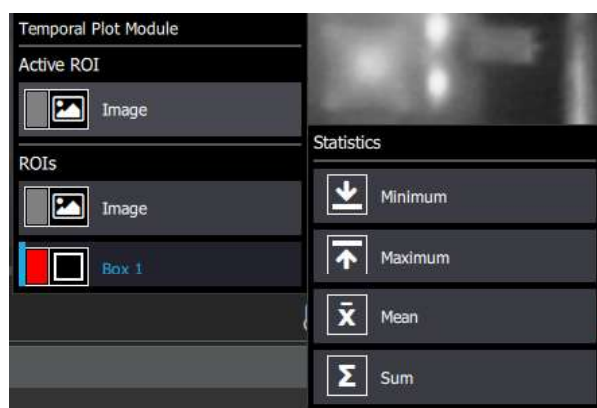 Temporal Plot Module
Active ROI
Image
ROIs
Image
Box 1
Statistics
Minimum
Maximum
x̄ Mean
Σ Sum